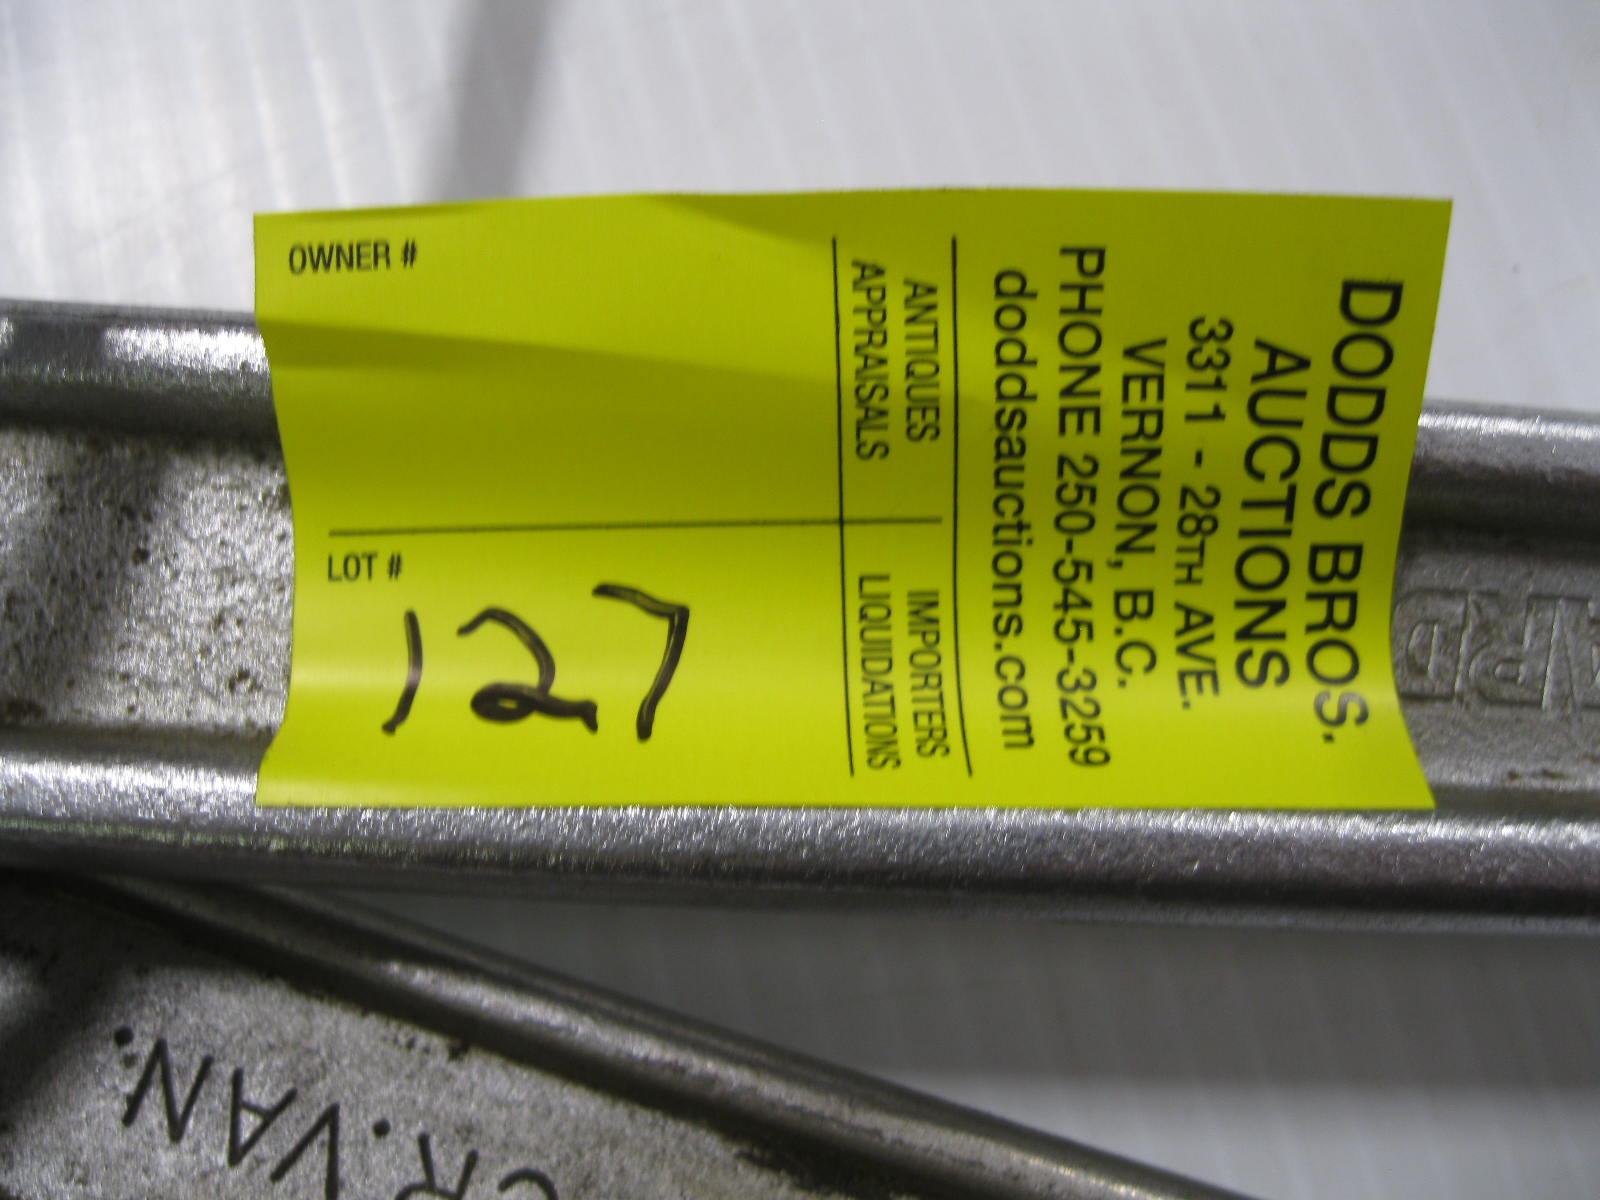 DODDS BROS.
AUCTIONS
3311 - 28TH AVE.
VERNON, B.C.
PHONE 250-545-3259
doddsauctions.com
ANTIQUES IMPORTERS
APPRAISALS LIQUIDATIONS
OWNER #
LOT #
127
CR.VAN.